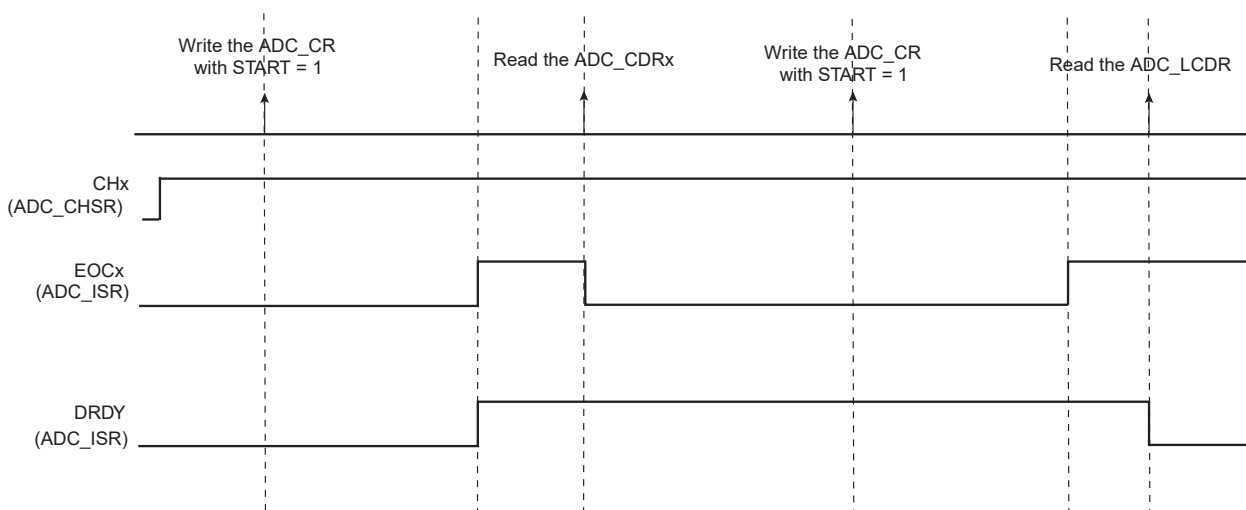 Write the ADC_CR
with START = 1
Read the ADC_CDRx
Write the ADC_CR
with START = 1
Read the ADC_LCDR
CHx
(ADC_CHSR)
EOCx
(ADC_ISR)
DRDY
(ADC_ISR)